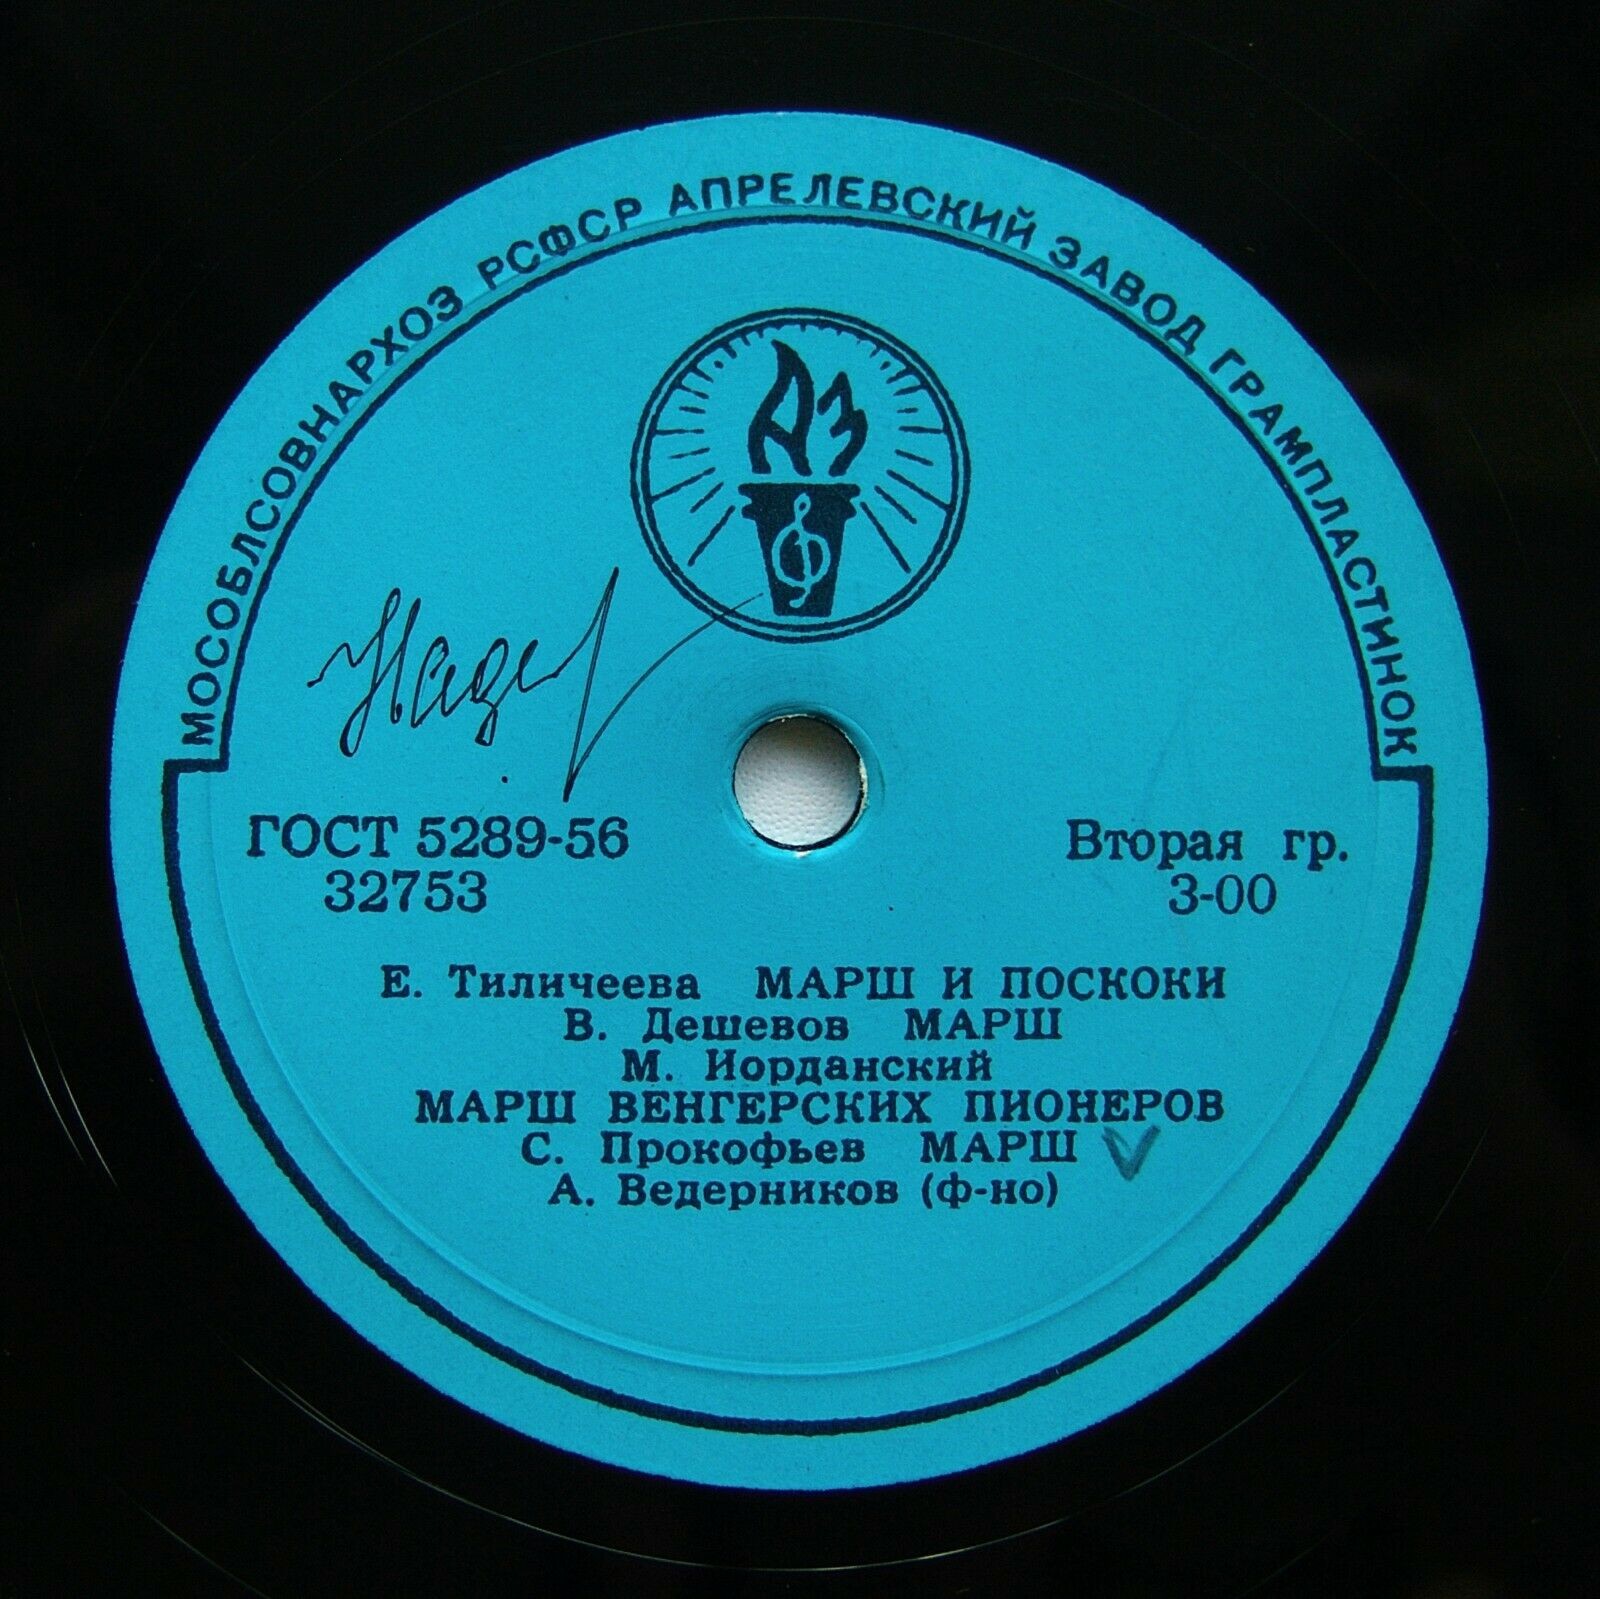 МОСОБЛСОВНАРХОЗ РСФСР АПРЕЛЕВСКИЙ ЗАВОД ГРАМПЛАСТИНОК
АЗ
ГОСТ 5289-56
32753
Вторая гр.
3-00
Е. Тиличеева МАРШ И ПОСКОКИ
В. Дешевов МАРШ
М. Иорданский
МАРШ ВЕНГЕРСКИХ ПИОНЕРОВ
С. Прокофьев МАРШ
А. Ведерников (ф-но)